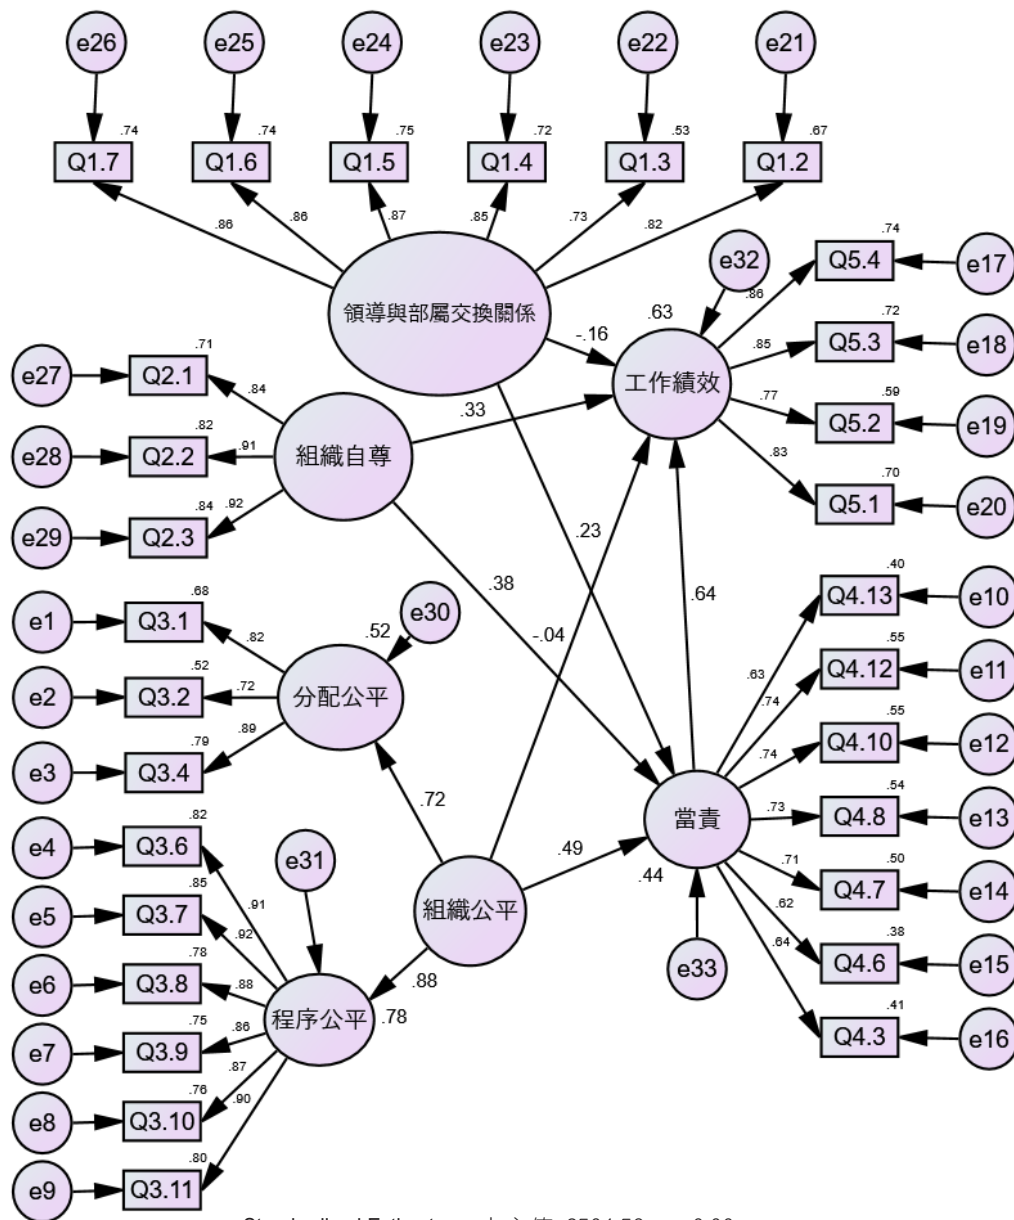 e26 e25 e24 e23 e22 e21
.74 .74 .75 .72 .53 .67
Q1.7 Q1.6 Q1.5 Q1.4 Q1.3 Q1.2
.86 .86 .87 .85 .73 .82
領導與部屬交換關係
e32
.63
-.16
工作績效
.74
Q5.4 e17
.86
.72
Q5.3 e18
.85
.59
Q5.2 e19
.77
.70
Q5.1 e20
.83
.71
e27 Q2.1
.84
.82
e28 Q2.2
.91
.84
e29 Q2.3
.92
組織自尊
.33
.23
.38
-.04
.64
.68
e1 Q3.1
.82
.52
e2 Q3.2
.72
.79
e3 Q3.4
.89
分配公平
.52
e30
.72
.40
Q4.13 e10
.63
.55
Q4.12 e11
.74
.55
Q4.10 e12
.74
.54
Q4.8 e13
.73
.50
Q4.7 e14
.71
.38
Q4.6 e15
.62
.41
Q4.3 e16
.64
當責
.49
.44
e33
組織公平
.88
e31
程序公平
.78
.82
e4 Q3.6
.91
.85
e5 Q3.7
.92
.78
e6 Q3.8
.88
.75
e7 Q3.9
.86
.76
e8 Q3.10
.87
.80
e9 Q3.11
.90